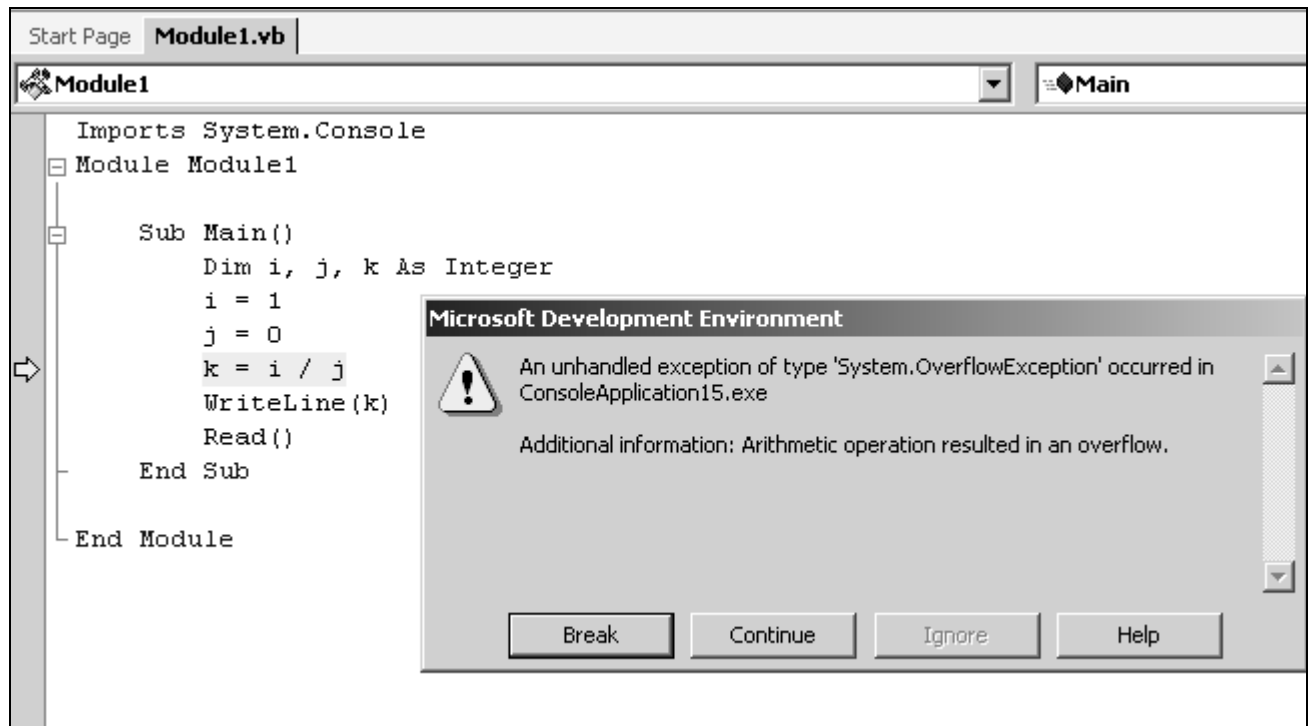 Start Page Module1.vb
Module1 Main
Imports System.Console
Module Module1
Sub Main()
Dim i, j, k As Integer
i = 1
j = 0
k = i / j
WriteLine(k)
Read()
End Sub
End Module
Microsoft Development Environment
An unhandled exception of type 'System.OverflowException' occurred in
ConsoleApplication15.exe
Additional information: Arithmetic operation resulted in an overflow.
Break Continue Ignore Help